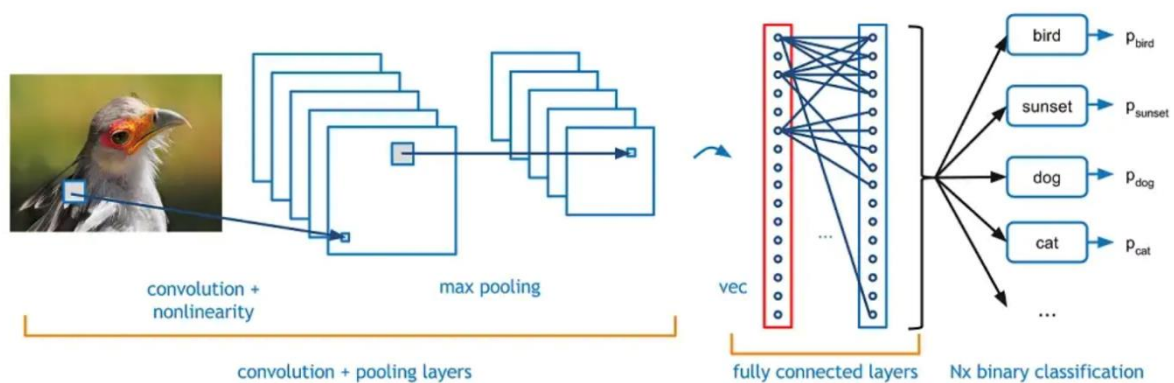 bird
p_bird
sunset
p_sunset
dog
p_dog
cat
p_cat
...
...
convolution +
nonlinearity
max pooling
vec
convolution + pooling layers
fully connected layers
Nx binary classification